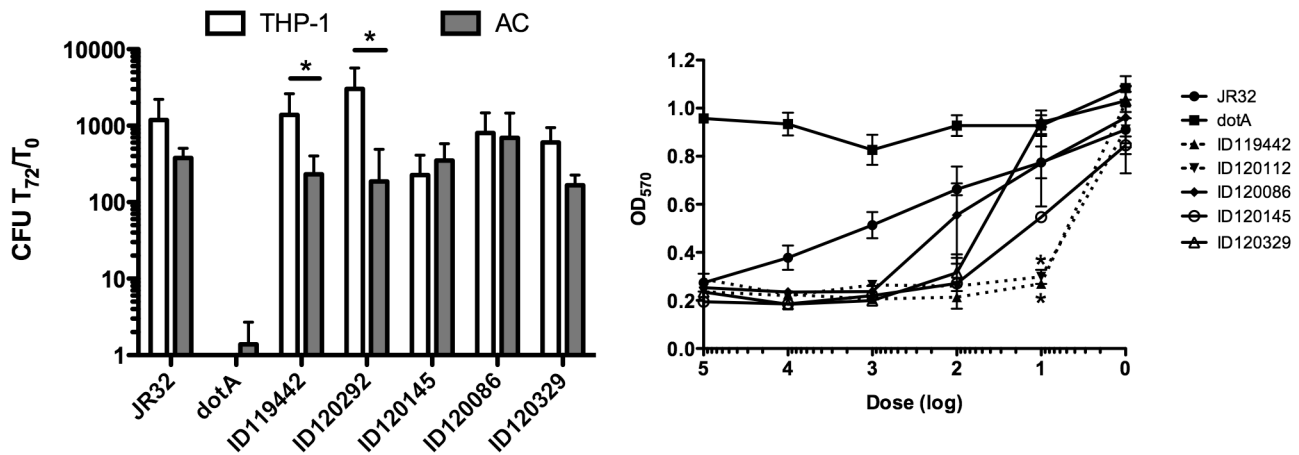 THP-1
AC
CFU T72/T0
10000
1000
100
10
1
*
*
JR32
dotA
ID119442
ID120292
ID120145
ID120086
ID120329
OD570
1.2
1.0
0.8
0.6
0.4
0.2
0.0
*
*
5
4
3
2
1
0
Dose (log)
JR32
dotA
ID119442
ID120112
ID120086
ID120145
ID120329